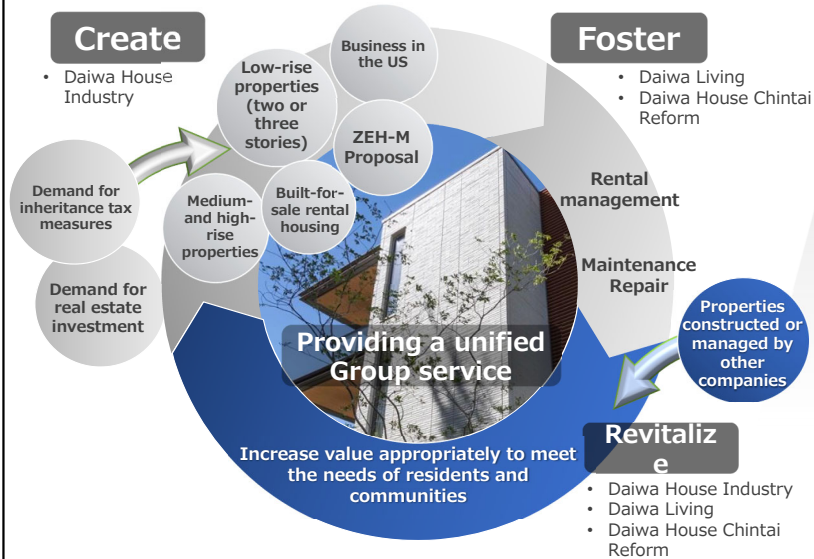 Create
• Daiwa House
Industry
Business in
the US
Low-rise
properties
(two or
three
stories)
ZEH-M
Proposal
Medium-
and high-
rise
properties
Built-for-
sale rental
housing
Demand for
inheritance tax
measures
Demand for
real estate
investment
Foster
• Daiwa Living
• Daiwa House Chintai
Reform
Rental
management
Maintenance
Repair
Properties
constructed or
managed by
other
companies
Providing a unified
Group service
Increase value appropriately to meet
the needs of residents and
communities
Revitaliz
e
• Daiwa House Industry
• Daiwa Living
• Daiwa House Chintai
Reform